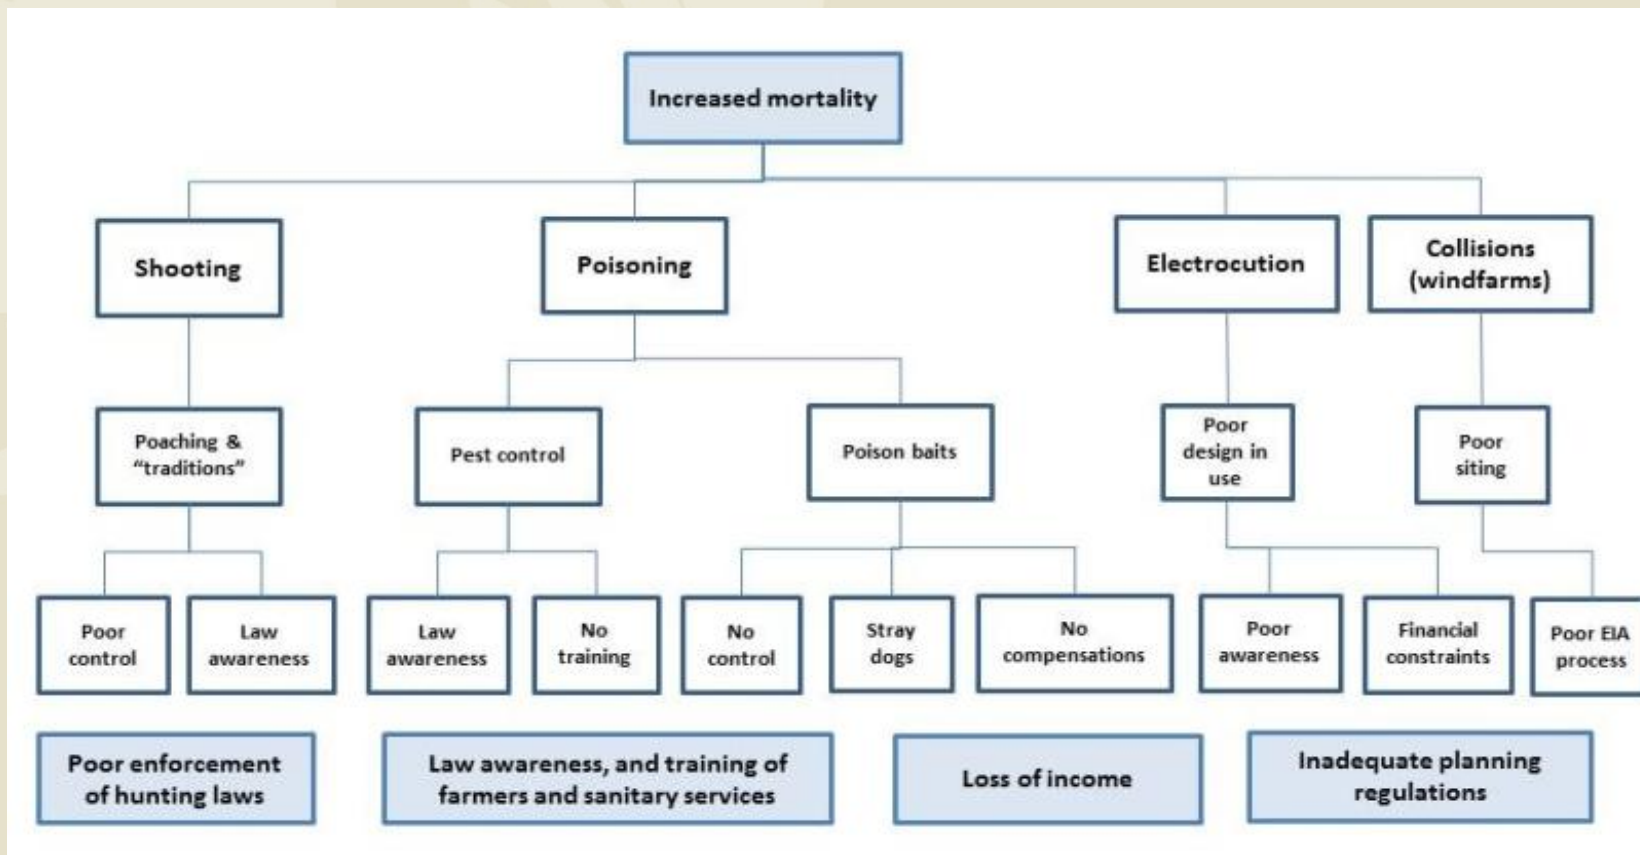 Increased mortality
Shooting
Poisoning
Electrocution
Collisions
(windfarms)
Poaching &
“traditions”
Pest control
Poison baits
Poor
design in
use
Poor
siting
Poor
control
Law
awareness
Law
awareness
No
training
No
control
Stray
dogs
No
compensations
Poor
awareness
Financial
constraints
Poor EIA
process
Poor enforcement
of hunting laws
Law awareness, and training of
farmers and sanitary services
Loss of income
Inadequate planning
regulations